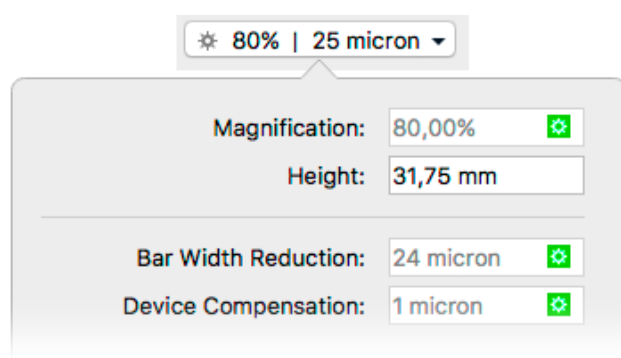 80% | 25 micron
Magnification: 80,00%
Height: 31,75 mm
Bar Width Reduction: 24 micron
Device Compensation: 1 micron